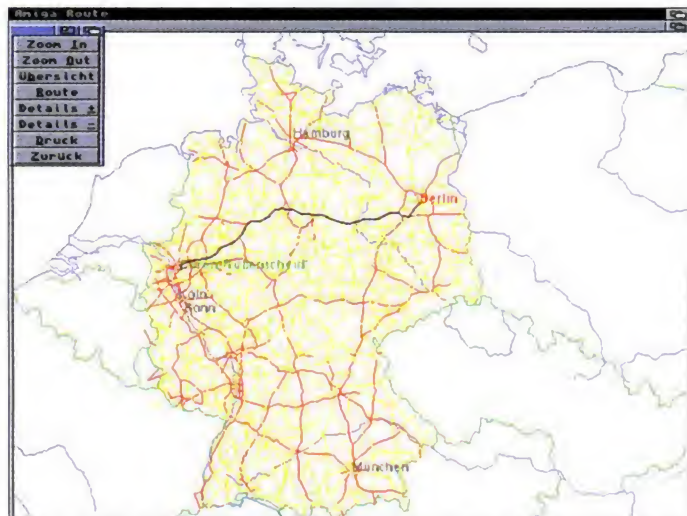 Amiga Route
Zoom In
Zoom Out
Übersicht
Route
Details +
Details -
Druck
Zurück
Hamburg
Berlin
Köln
Bonn
München